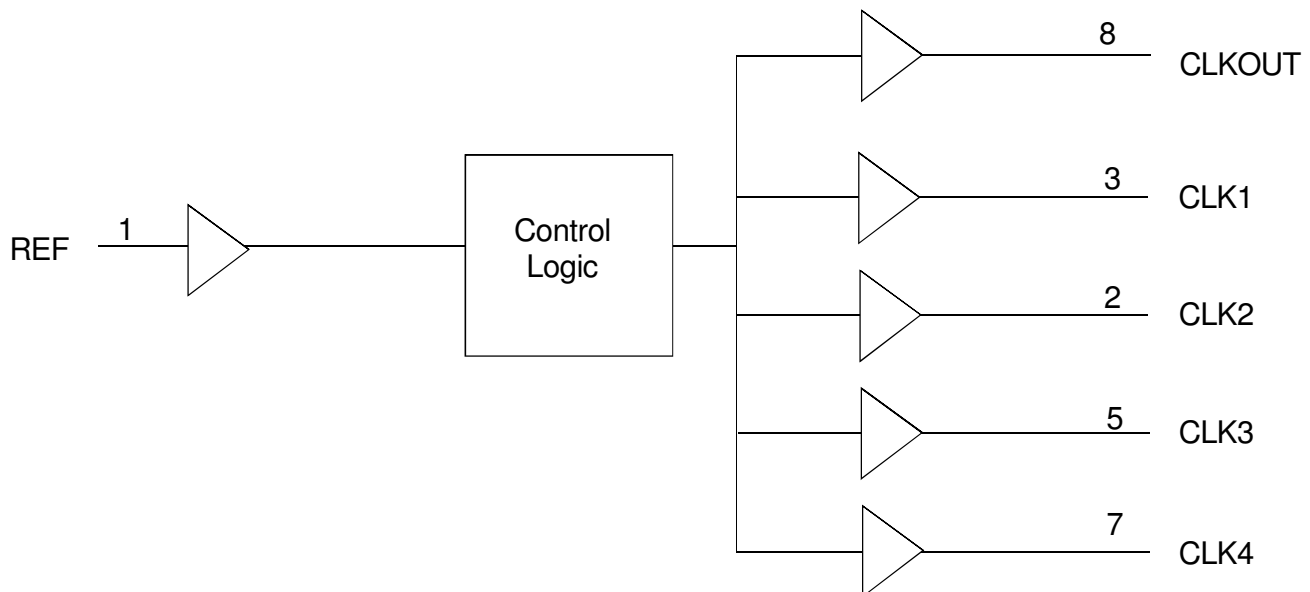 8
CLKOUT
3
CLK1
1
REF
Control
Logic
2
CLK2
5
CLK3
7
CLK4